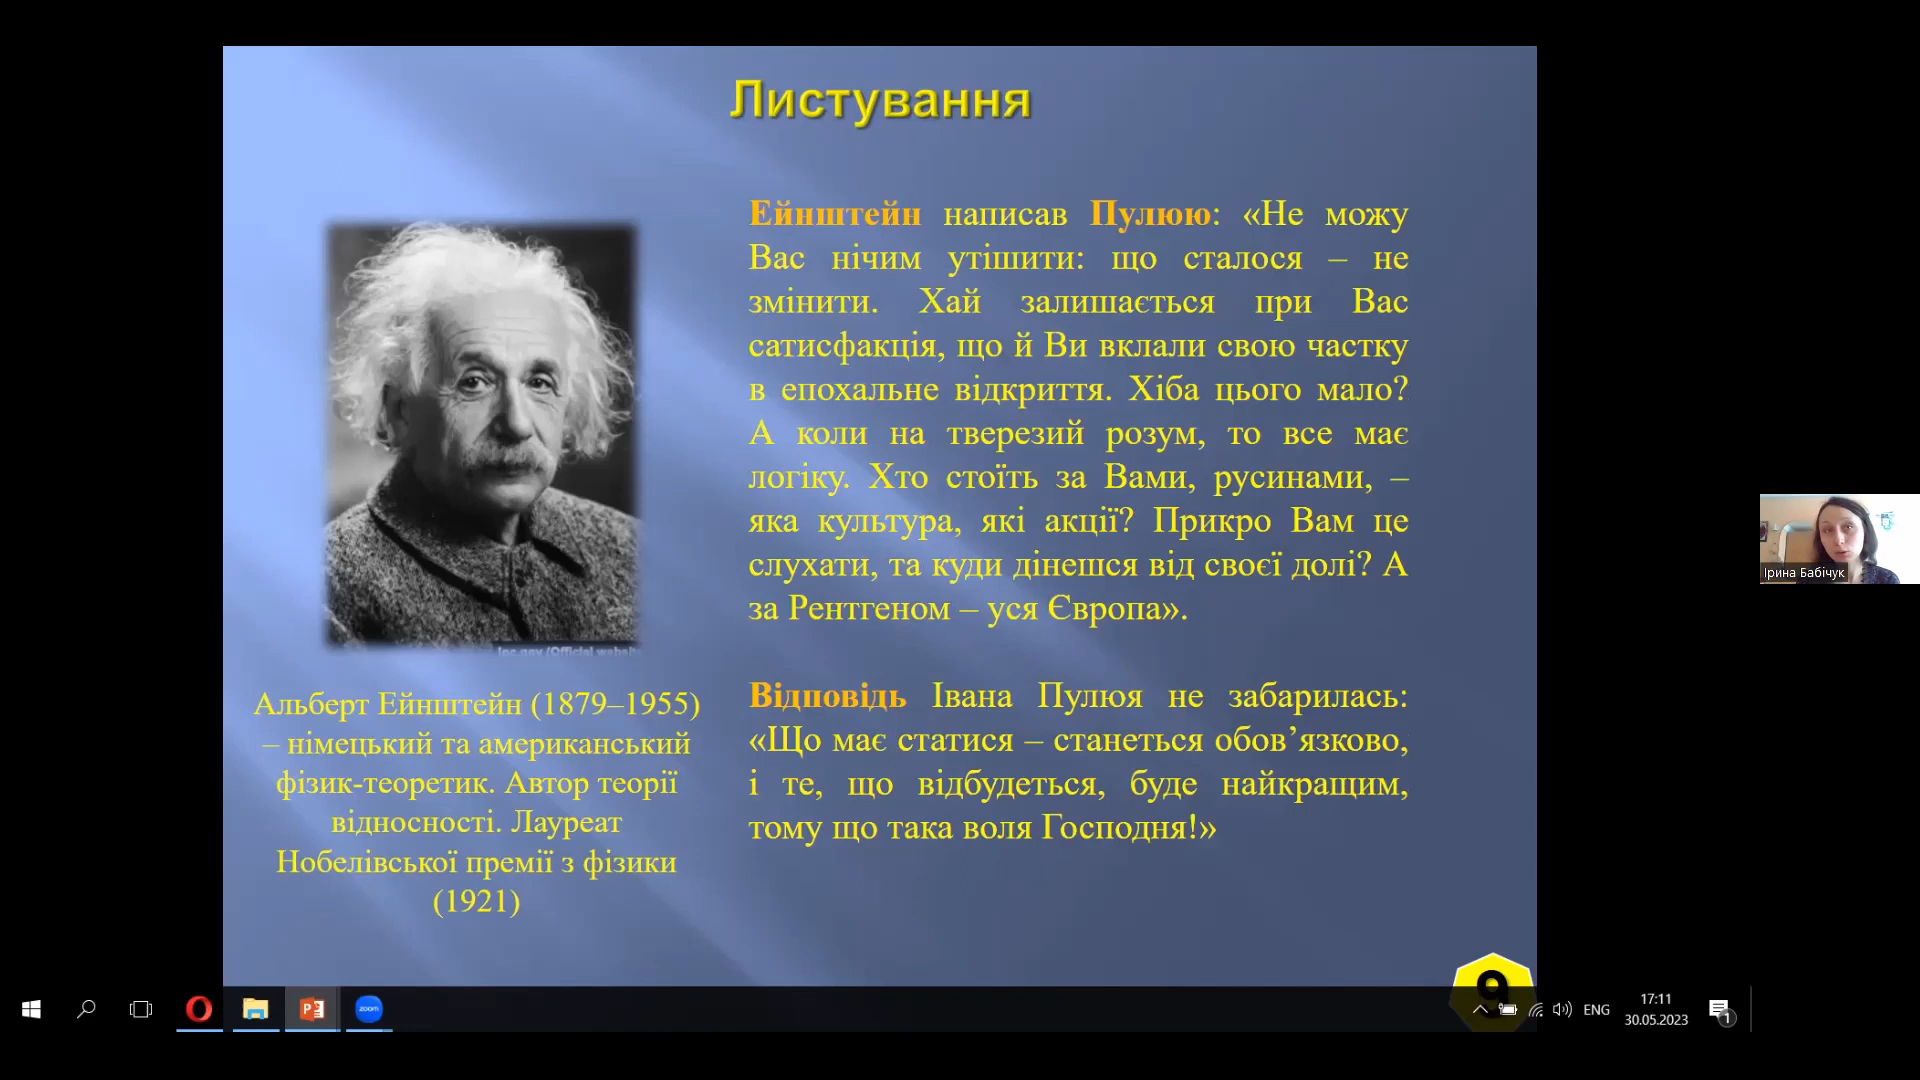 Листування
Ейнштейн написав Пулюю: «Не можу
Вас нічим утішити: що сталося – не
змінити. Хай залишається при Вас
сатисфакція, що й Ви вклали свою частку
в епохальне відкриття. Хіба цього мало?
А коли на тверезий розум, то все має
логіку. Хто стоїть за Вами, русинами, –
яка культура, які акції? Прикро Вам це
слухати, та куди дінешся від своєї долі? А
за Рентгеном – уся Європа».
Відповідь Івана Пулюя не забарилась:
«Що має статися – станеться обов’язково,
і те, що відбудеться, буде найкращим,
тому що така воля Господня!»
Альберт Ейнштейн (1879–1955)
– німецький та американський
фізик-теоретик. Автор теорії
відносності. Лауреат
Нобелівської премії з фізики
(1921)
Ірина Бабічук
9
zoom
ENG
17:11
30.05.2023
1